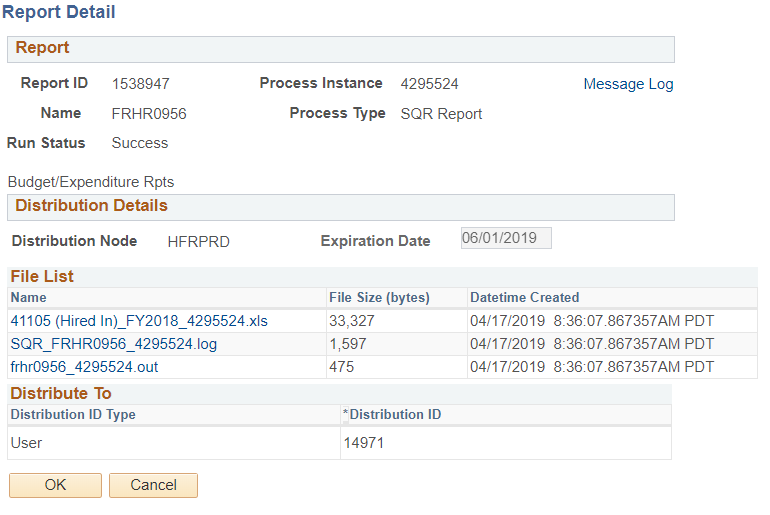 Report Detail
Report
Report ID 1538947 Process Instance 4295524 Message Log
Name FRHR0956 Process Type SQR Report
Run Status Success
Budget/Expenditure Rpts
Distribution Details
Distribution Node HFRPRD Expiration Date 06/01/2019
File List
Name File Size (bytes) Datetime Created
41105 (Hired In)_FY2018_4295524.xls 33,327 04/17/2019 8:36:07.867357AM PDT
SQR_FRHR0956_4295524.log 1,597 04/17/2019 8:36:07.867357AM PDT
frhr0956_4295524.out 475 04/17/2019 8:36:07.867357AM PDT
Distribute To
Distribution ID Type *Distribution ID
User 14971
OK Cancel